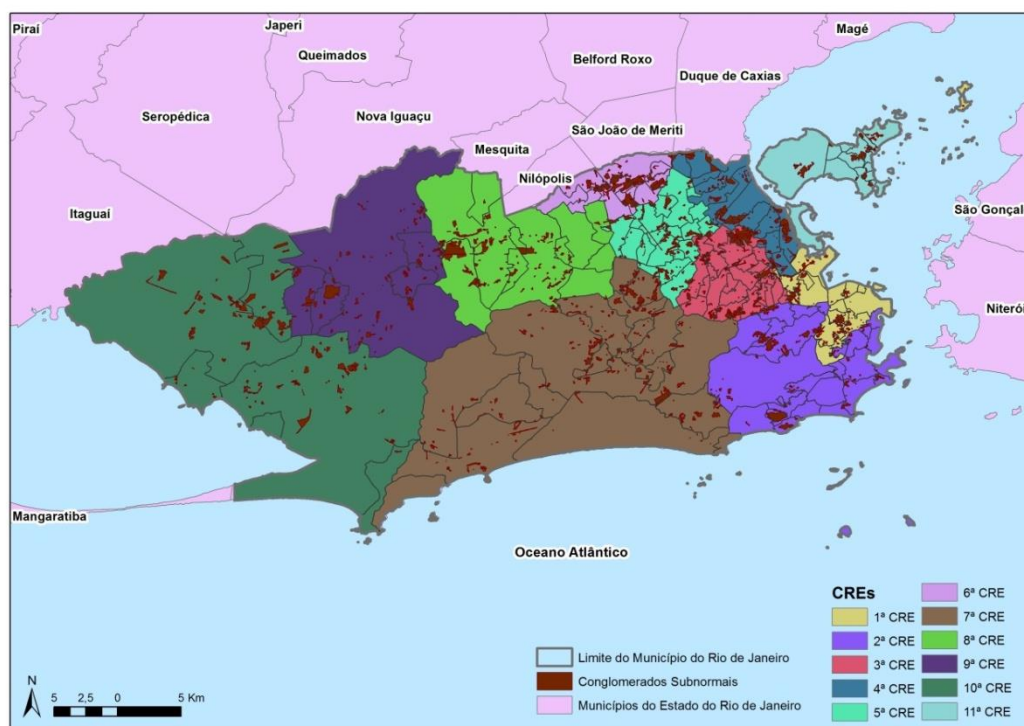 Piraí
Japeri
Magé
Queimados
Belford Roxo
Duque de Caxias
Seropédica
Nova Iguaçu
São João de Meriti
Mesquita
Nilópolis
Itaguaí
São Gonçalo
Niterói
Mangaratiba
Oceano Atlântico
CREs
1ª CRE
2ª CRE
3ª CRE
4ª CRE
5ª CRE
6ª CRE
7ª CRE
8ª CRE
9ª CRE
10ª CRE
11ª CRE
Limite do Município do Rio de Janeiro
Conglomerados Subnormais
Municípios do Estado do Rio de Janeiro
N
5 2,5 0 5 Km